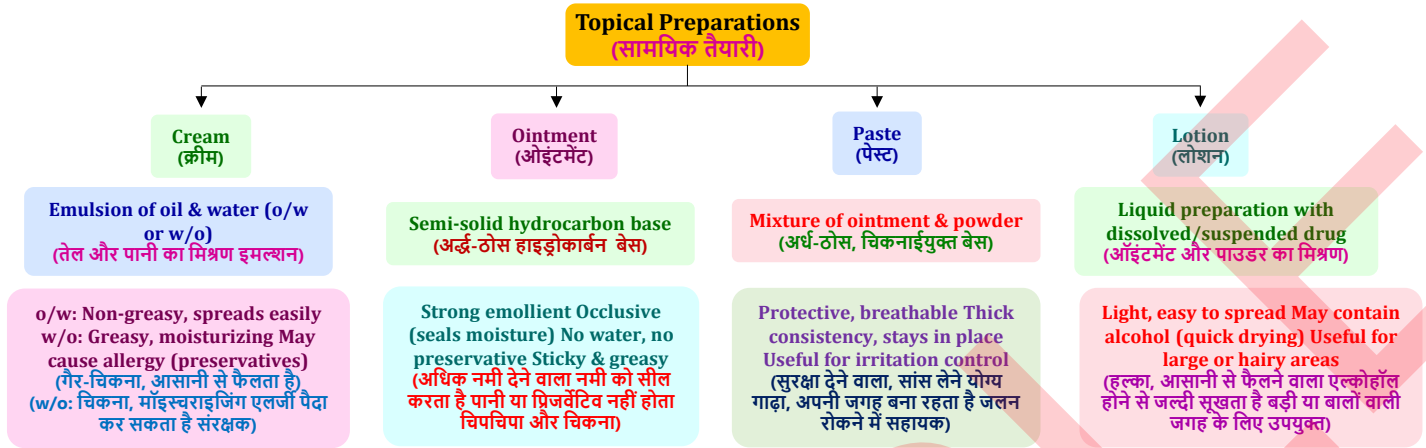 Topical Preparations
(सामयिक तैयारी)
Cream
(क्रीम)
Ointment
(ओइंटमेंट)
Paste
(पेस्ट)
Lotion
(लोशन)
Emulsion of oil & water (o/w
or w/o)
(तेल और पानी का मिश्रण इमल्शन)
Semi-solid hydrocarbon base
(अर्द्ध-ठोस हाइड्रोकार्बन बेस)
Mixture of ointment & powder
(अर्ध-ठोस, चिकनाईयुक्त बेस)
Liquid preparation with
dissolved/suspended drug
(ऑइंटमेंट और पाउडर का मिश्रण)
o/w: Non-greasy, spreads easily
w/o: Greasy, moisturizing May
cause allergy (preservatives)
(गैर-चिकना, आसानी से फैलता है)
(w/o: चिकना, मॉइस्चराइजिंग एलर्जी पैदा
कर सकता है संरक्षक)
Strong emollient Occlusive
(seals moisture) No water, no
preservative Sticky & greasy
(अधिक नमी देने वाला नमी को सील
करता है पानी या प्रिजर्वेटिव नहीं होता
चिपचिपा और चिकना)
Protective, breathable Thick
consistency, stays in place
Useful for irritation control
(सुरक्षा देने वाला, सांस लेने योग्य
गाढ़ा, अपनी जगह बना रहता है जलन
रोकने में सहायक)
Light, easy to spread May contain
alcohol (quick drying) Useful for
large or hairy areas
(हल्का, आसानी से फैलने वाला एल्कोहॉल
होने से जल्दी सूखता है बड़ी या बालों वाली
जगह के लिए उपयुक्त)